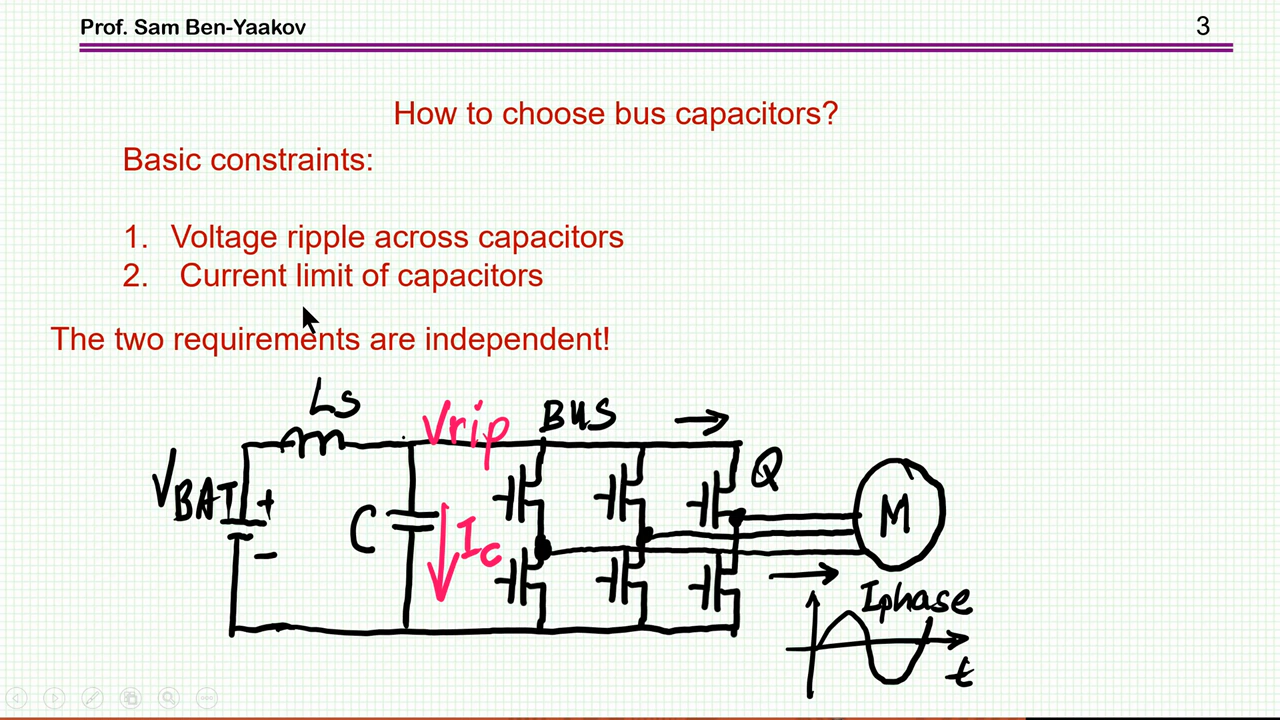 Prof. Sam Ben-Yaakov
3
How to choose bus capacitors?
Basic constraints:
1. Voltage ripple across capacitors
2. Current limit of capacitors
The two requirements are independent!
Ls
Vrip
BUS
VBAT
+
-
C
Ic
Q
M
Iphase
t